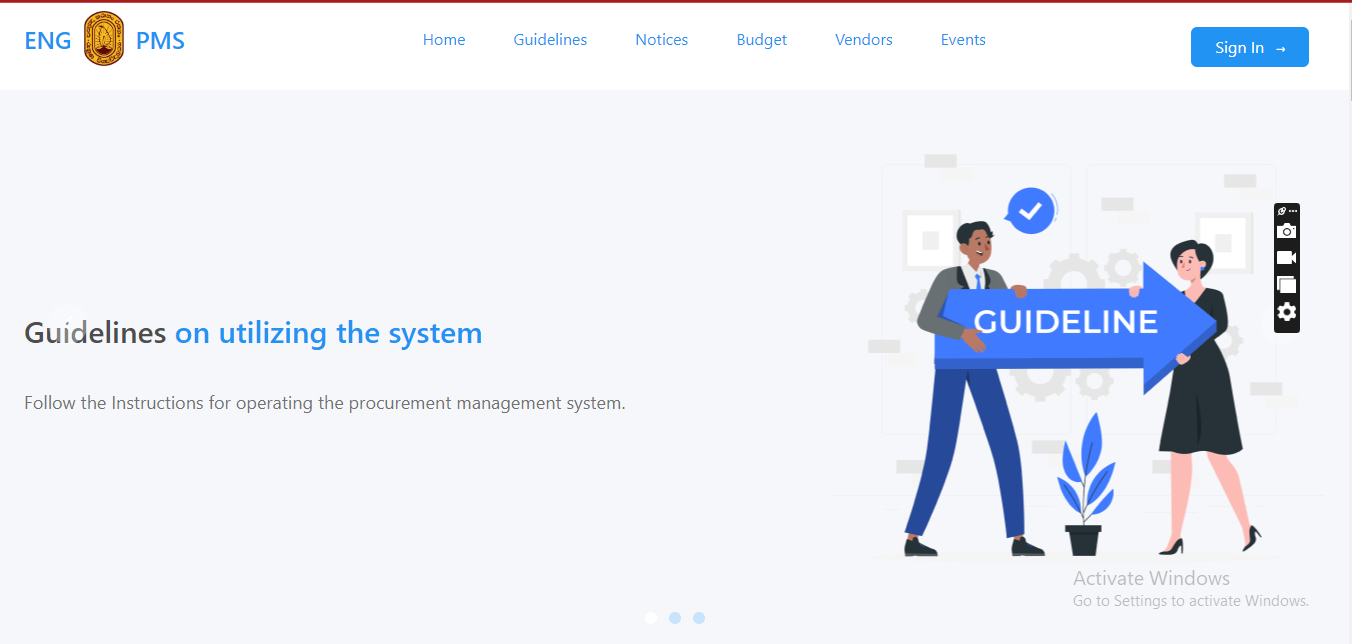 ENG PMS
Home Guidelines Notices Budget Vendors Events
Sign In →
GUIDELINE
Guidelines on utilizing the system
Follow the Instructions for operating the procurement management system.
Activate Windows
Go to Settings to activate Windows.